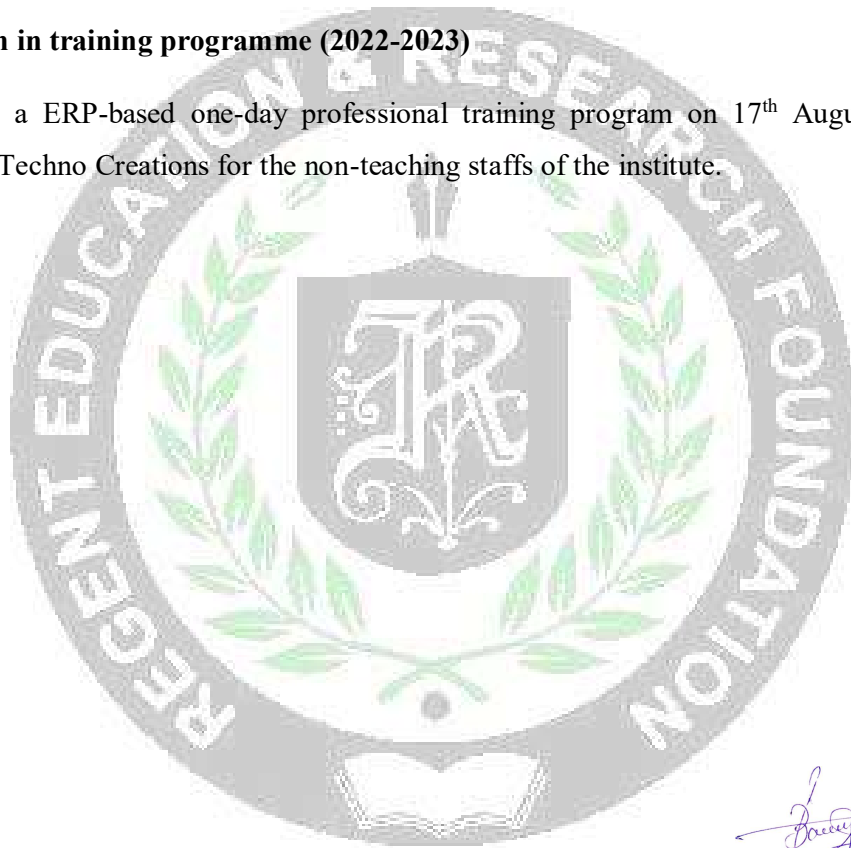 n in training programme (2022-2023)
a ERP-based one-day professional training program on 17th Augu
Techno Creations for the non-teaching staffs of the institute.
REGENT EDUCATION & RESEARCH FOUNDATION
R